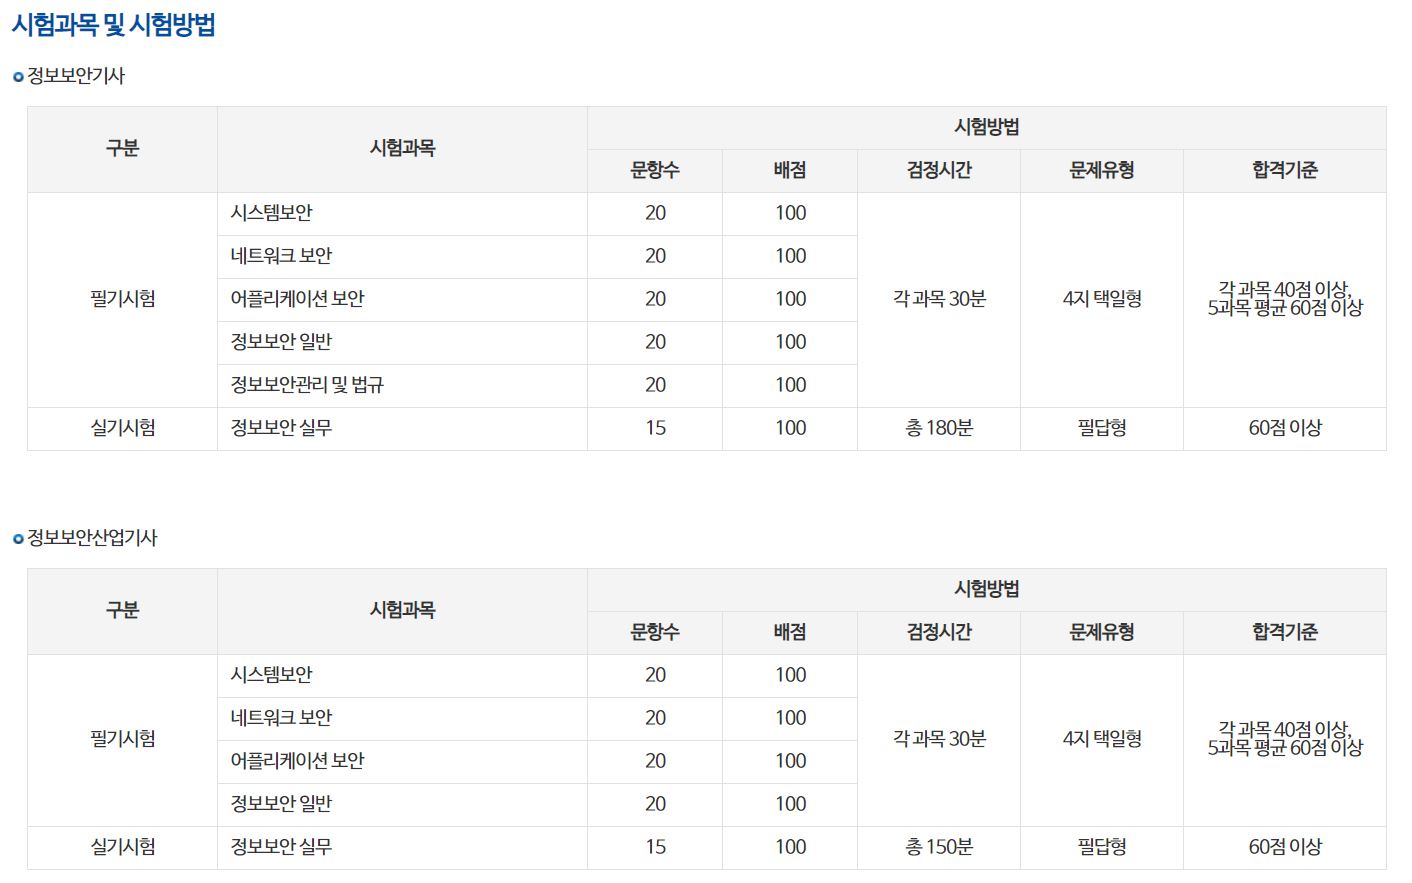 시험과목 및 시험방법
정보보안기사
구분 시험과목 시험방법
문항수 배점 검정시간 문제유형 합격기준
필기시험 시스템보안 20 100 각 과목 30분 4지 택일형 각 과목 40점 이상,
5과목 평균 60점 이상
네트워크 보안 20 100
어플리케이션 보안 20 100
정보보안 일반 20 100
정보보안관리 및 법규 20 100
실기시험 정보보안 실무 15 100 총 180분 필답형 60점 이상
정보보안산업기사
구분 시험과목 시험방법
문항수 배점 검정시간 문제유형 합격기준
필기시험 시스템보안 20 100 각 과목 30분 4지 택일형 각 과목 40점 이상,
5과목 평균 60점 이상
네트워크 보안 20 100
어플리케이션 보안 20 100
정보보안 일반 20 100
실기시험 정보보안 실무 15 100 총 150분 필답형 60점 이상